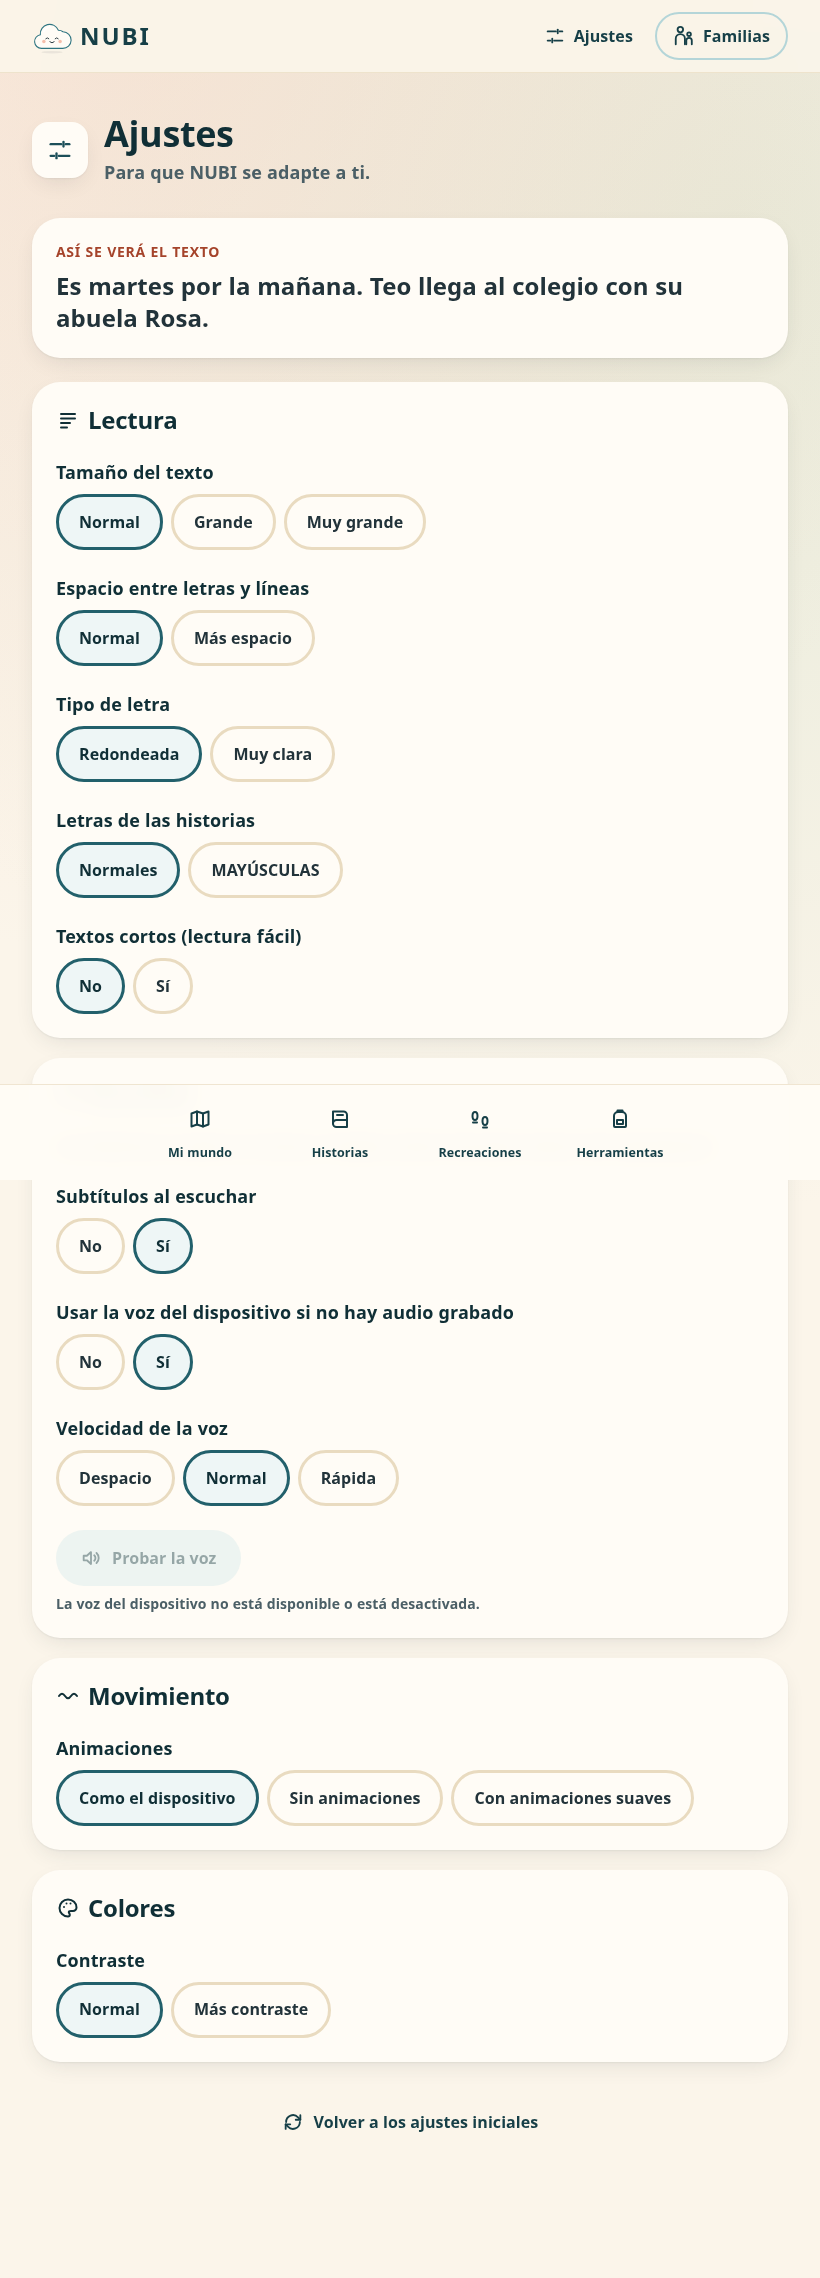 NUBI
Ajustes
Familias
Ajustes
Para que NUBI se adapte a ti.
ASÍ SE VERÁ EL TEXTO
Es martes por la mañana. Teo llega al colegio con su
abuela Rosa.
Lectura
Tamaño del texto
Normal
Grande
Muy grande
Espacio entre letras y líneas
Normal
Más espacio
Tipo de letra
Redondeada
Muy clara
Letras de las historias
Normales
MAYÚSCULAS
Textos cortos (lectura fácil)
No
Sí
Mi mundo
Historias
Recreaciones
Herramientas
Subtítulos al escuchar
No
Sí
Usar la voz del dispositivo si no hay audio grabado
No
Sí
Velocidad de la voz
Despacio
Normal
Rápida
Probar la voz
La voz del dispositivo no está disponible o está desactivada.
Movimiento
Animaciones
Como el dispositivo
Sin animaciones
Con animaciones suaves
Colores
Contraste
Normal
Más contraste
Volver a los ajustes iniciales